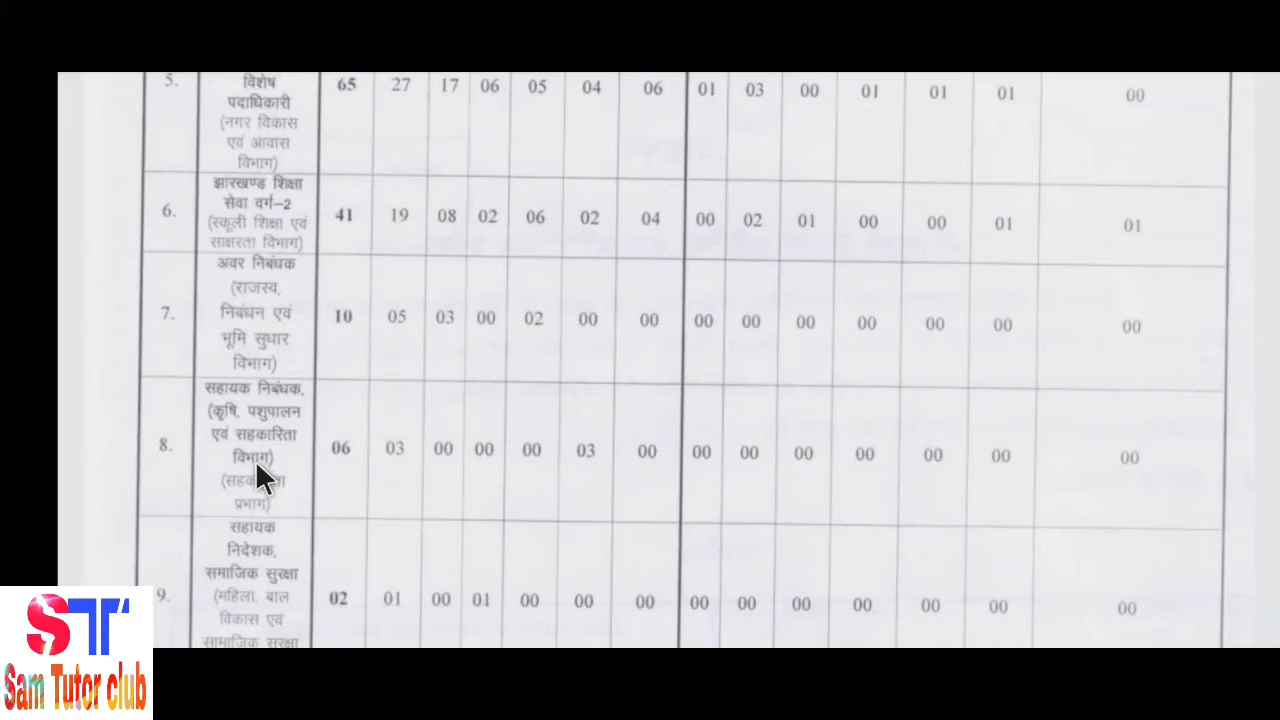 5. विशेष पदाधिकारी (नगर विकास एवं आवास विभाग) 65 27 17 06 05 04 06 01 03 00 01 01 01 00
6. झारखण्ड शिक्षा सेवा वर्ग-2 (स्कूली शिक्षा एवं साक्षरता विभाग) 41 19 08 02 06 02 04 00 02 01 00 00 01 01
7. अवर निबंधक (राजस्व, निबंधन एवं भूमि सुधार विभाग) 10 05 03 00 02 00 00 00 00 00 00 00 00 00
8. सहायक निबंधक, (कृषि, पशुपालन एवं सहकारिता विभाग) प्रभाग) 06 03 00 00 00 03 00 00 00 00 00 00 00 00
9. सहायक निदेशक, समाजिक सुरक्षा (महिला, बाल विकास एवं सामाजिक सुरक्षा 02 01 00 01 00 00 00 00 00 00 00 00 00 00
ST
Sam Tutor club